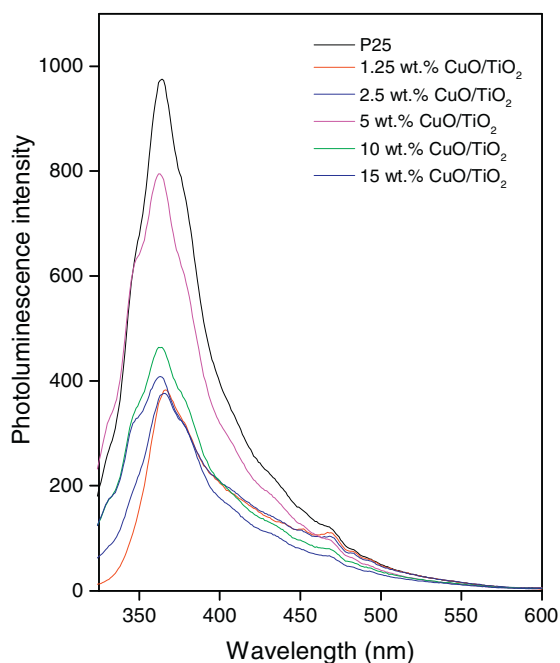 P25
1.25 wt.% CuO/TiO₂
2.5 wt.% CuO/TiO₂
5 wt.% CuO/TiO₂
10 wt.% CuO/TiO₂
15 wt.% CuO/TiO₂
Photoluminescence intensity
1000
800
600
400
200
0
350 400 450 500 550 600
Wavelength (nm)